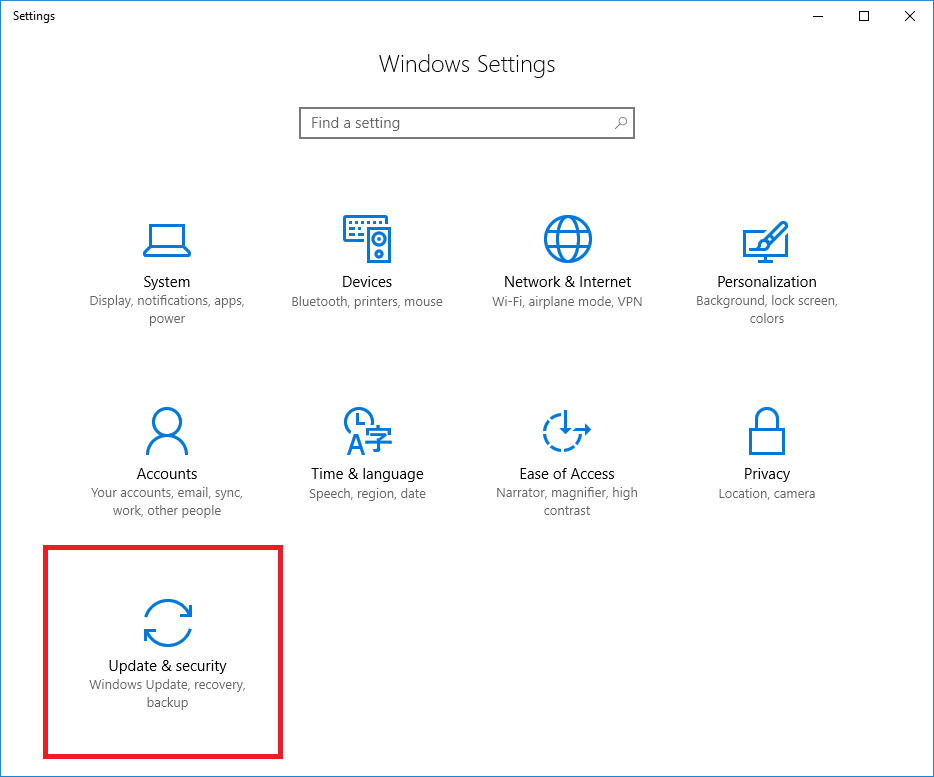 Settings
Windows Settings
Find a setting
System
Display, notifications, apps,
power
Devices
Bluetooth, printers, mouse
Network & Internet
Wi-Fi, airplane mode, VPN
Personalization
Background, lock screen,
colors
Accounts
Your accounts, email, sync,
work, other people
Time & language
Speech, region, date
Ease of Access
Narrator, magnifier, high
contrast
Privacy
Location, camera
Update & security
Windows Update, recovery,
backup